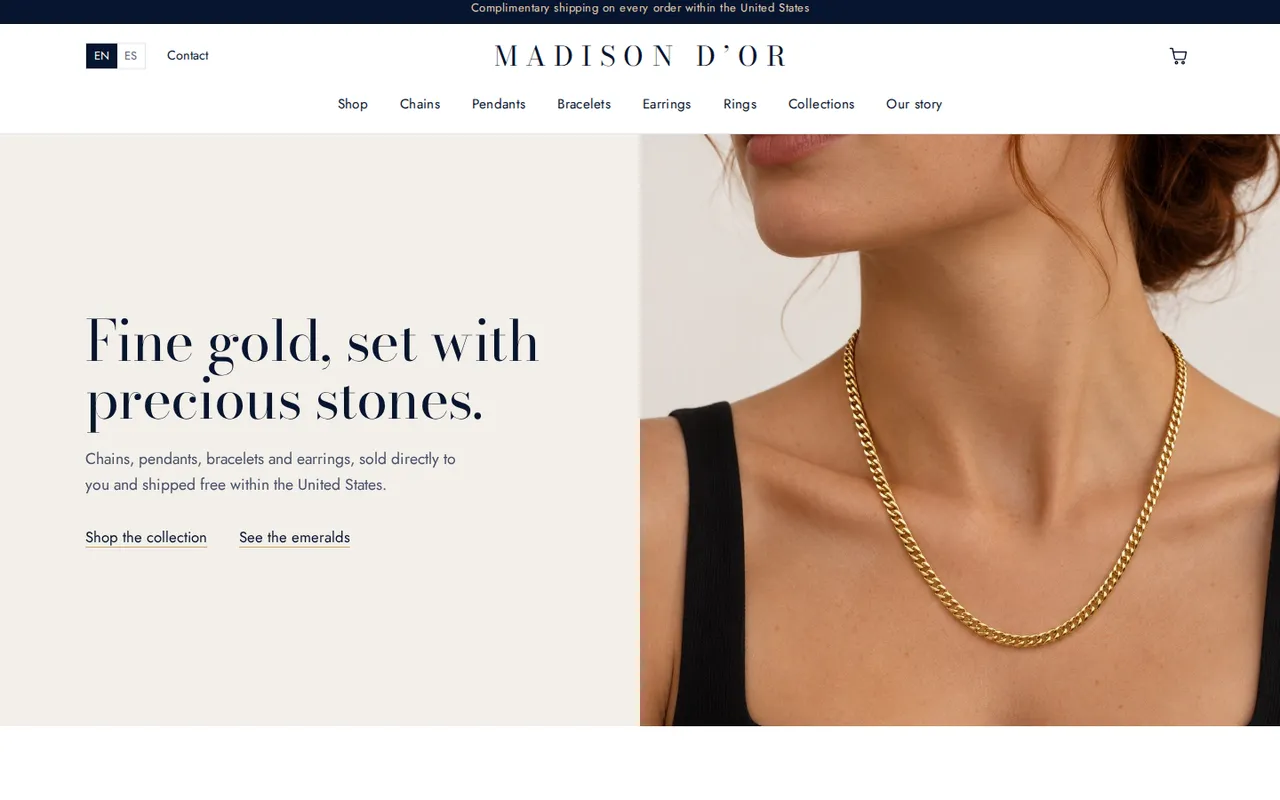 Complimentary shipping on every order within the United States
EN ES Contact
MADISON D’OR
Shop Chains Pendants Bracelets Earrings Rings Collections Our story
Fine gold, set with
precious stones.
Chains, pendants, bracelets and earrings, sold directly to
you and shipped free within the United States.
Shop the collection See the emeralds